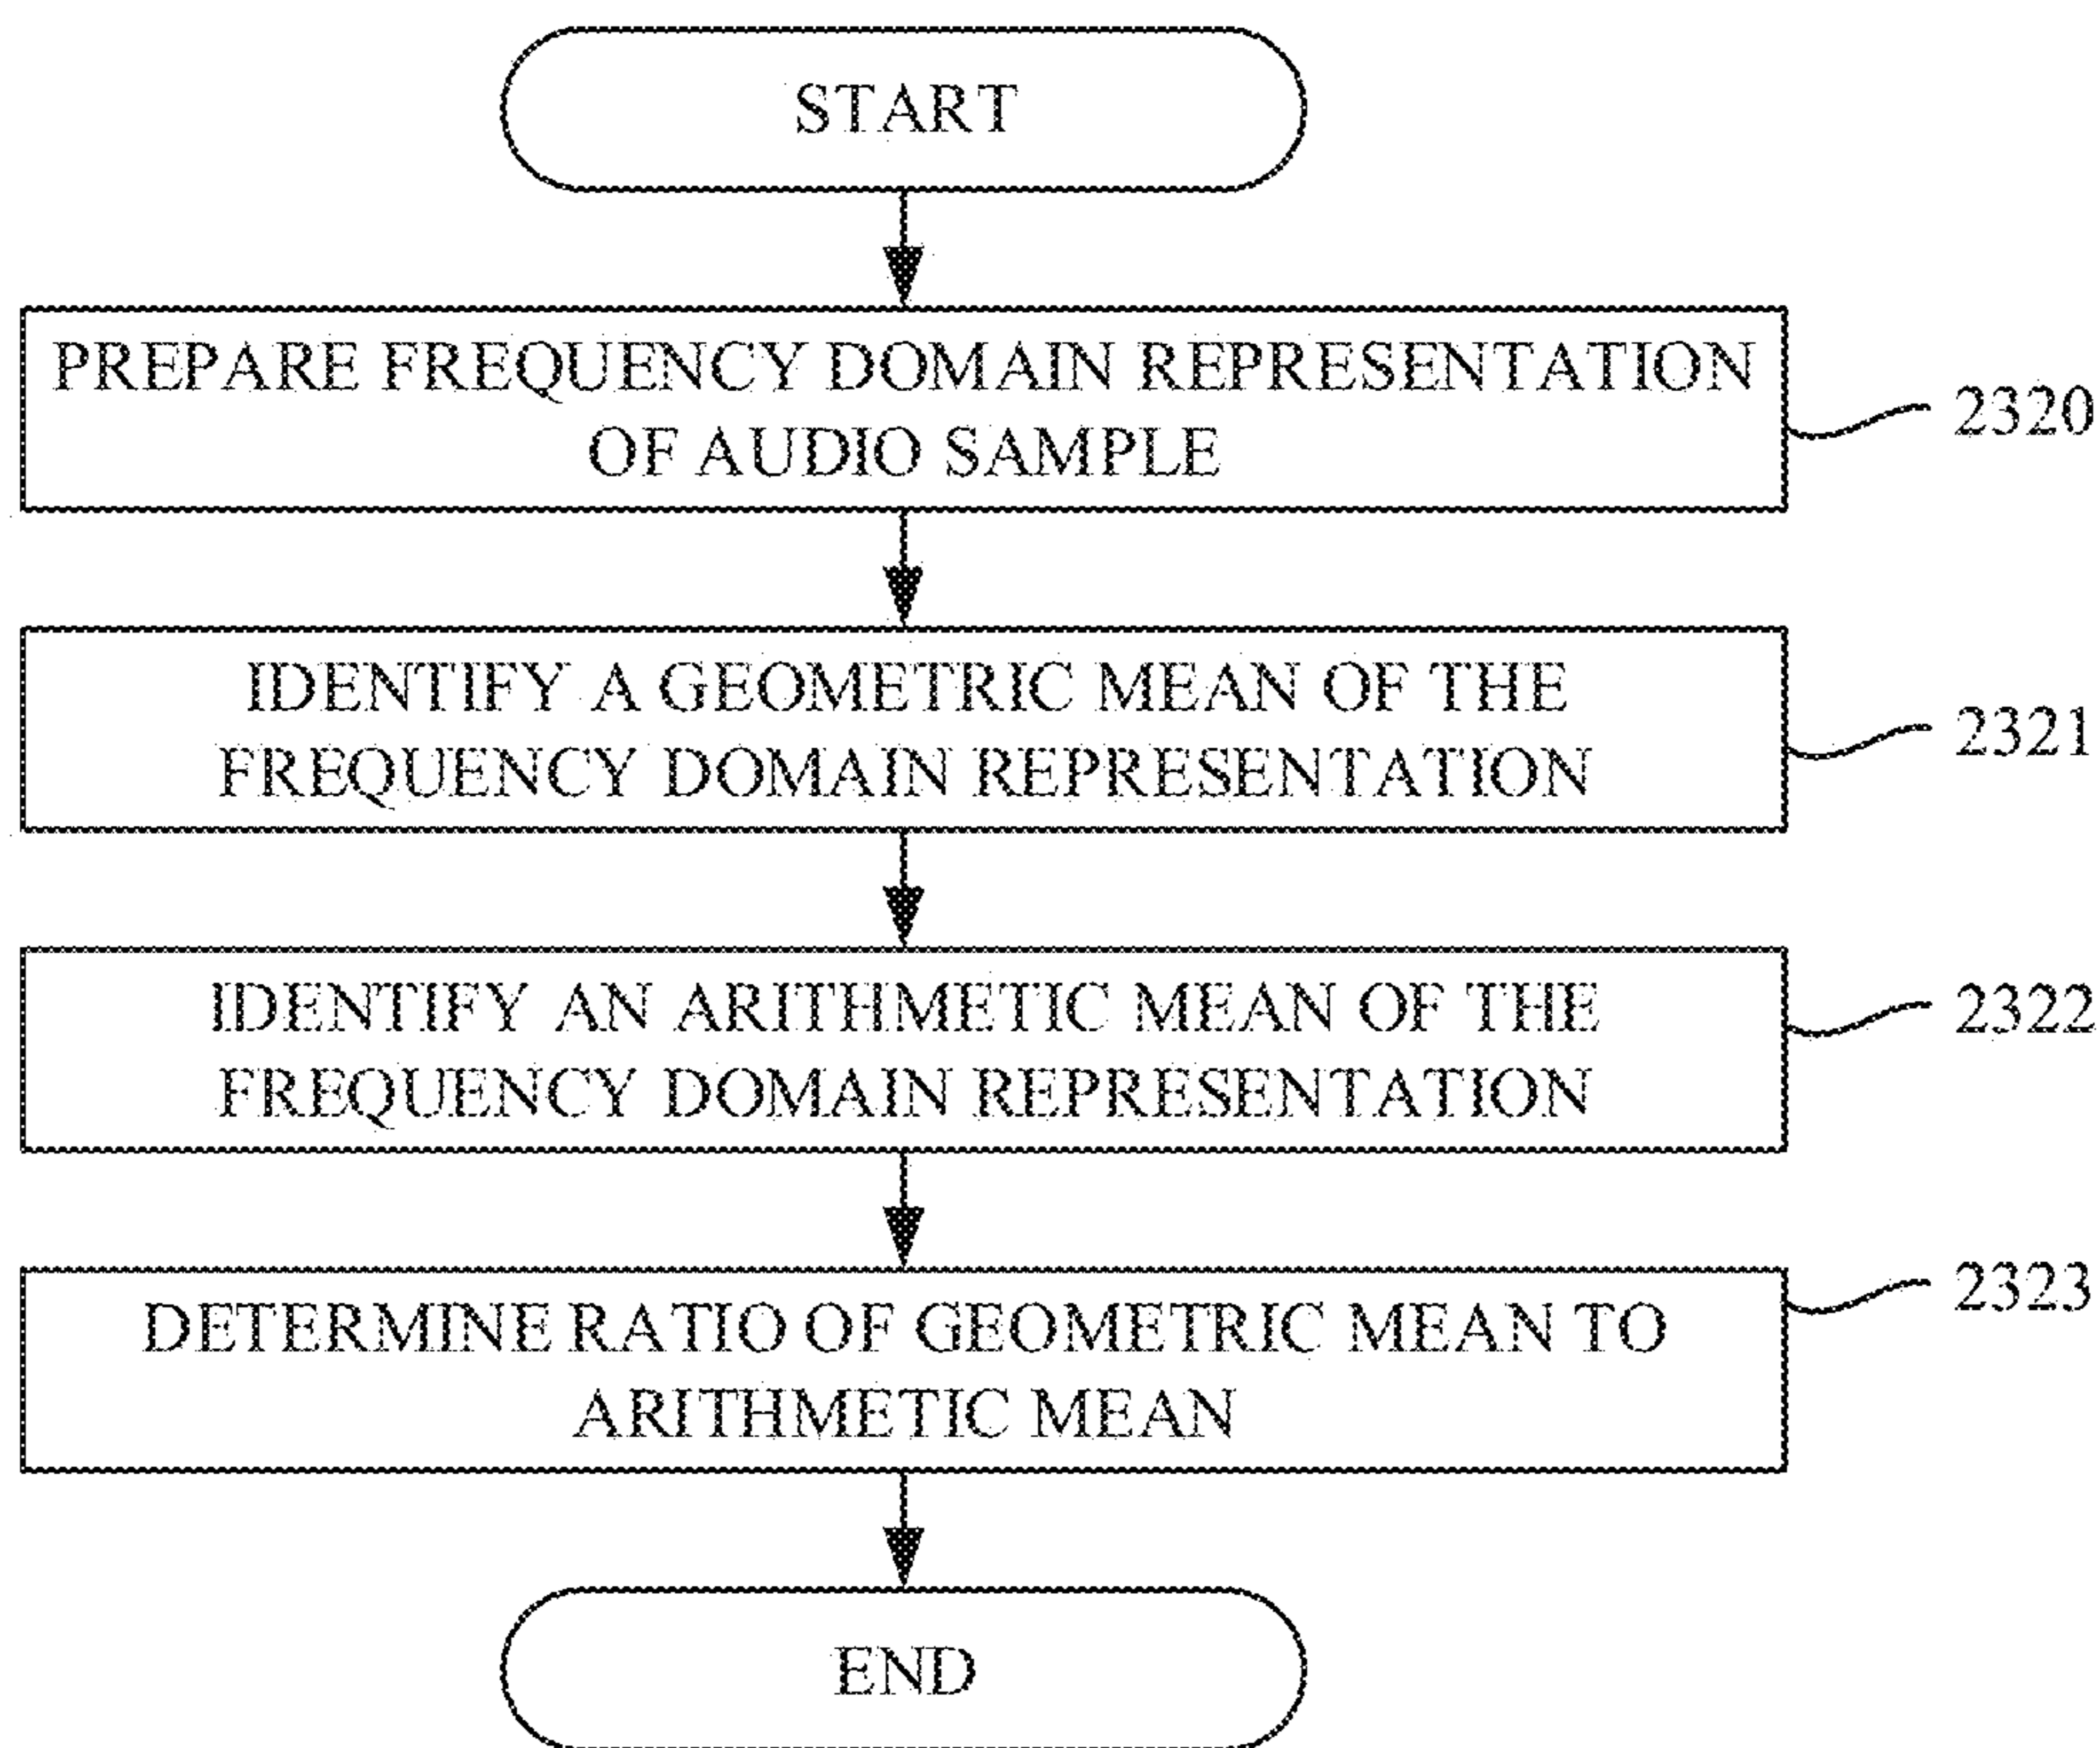 START
PREPARE FREQUENCY DOMAIN REPRESENTATION
OF AUDIO SAMPLE
2320
IDENTIFY A GEOMETRIC MEAN OF THE
FREQUENCY DOMAIN REPRESENTATION
2321
IDENTIFY AN ARITHMETIC MEAN OF THE
FREQUENCY DOMAIN REPRESENTATION
2322
DETERMINE RATIO OF GEOMETRIC MEAN TO
ARITHMETIC MEAN
2323
END